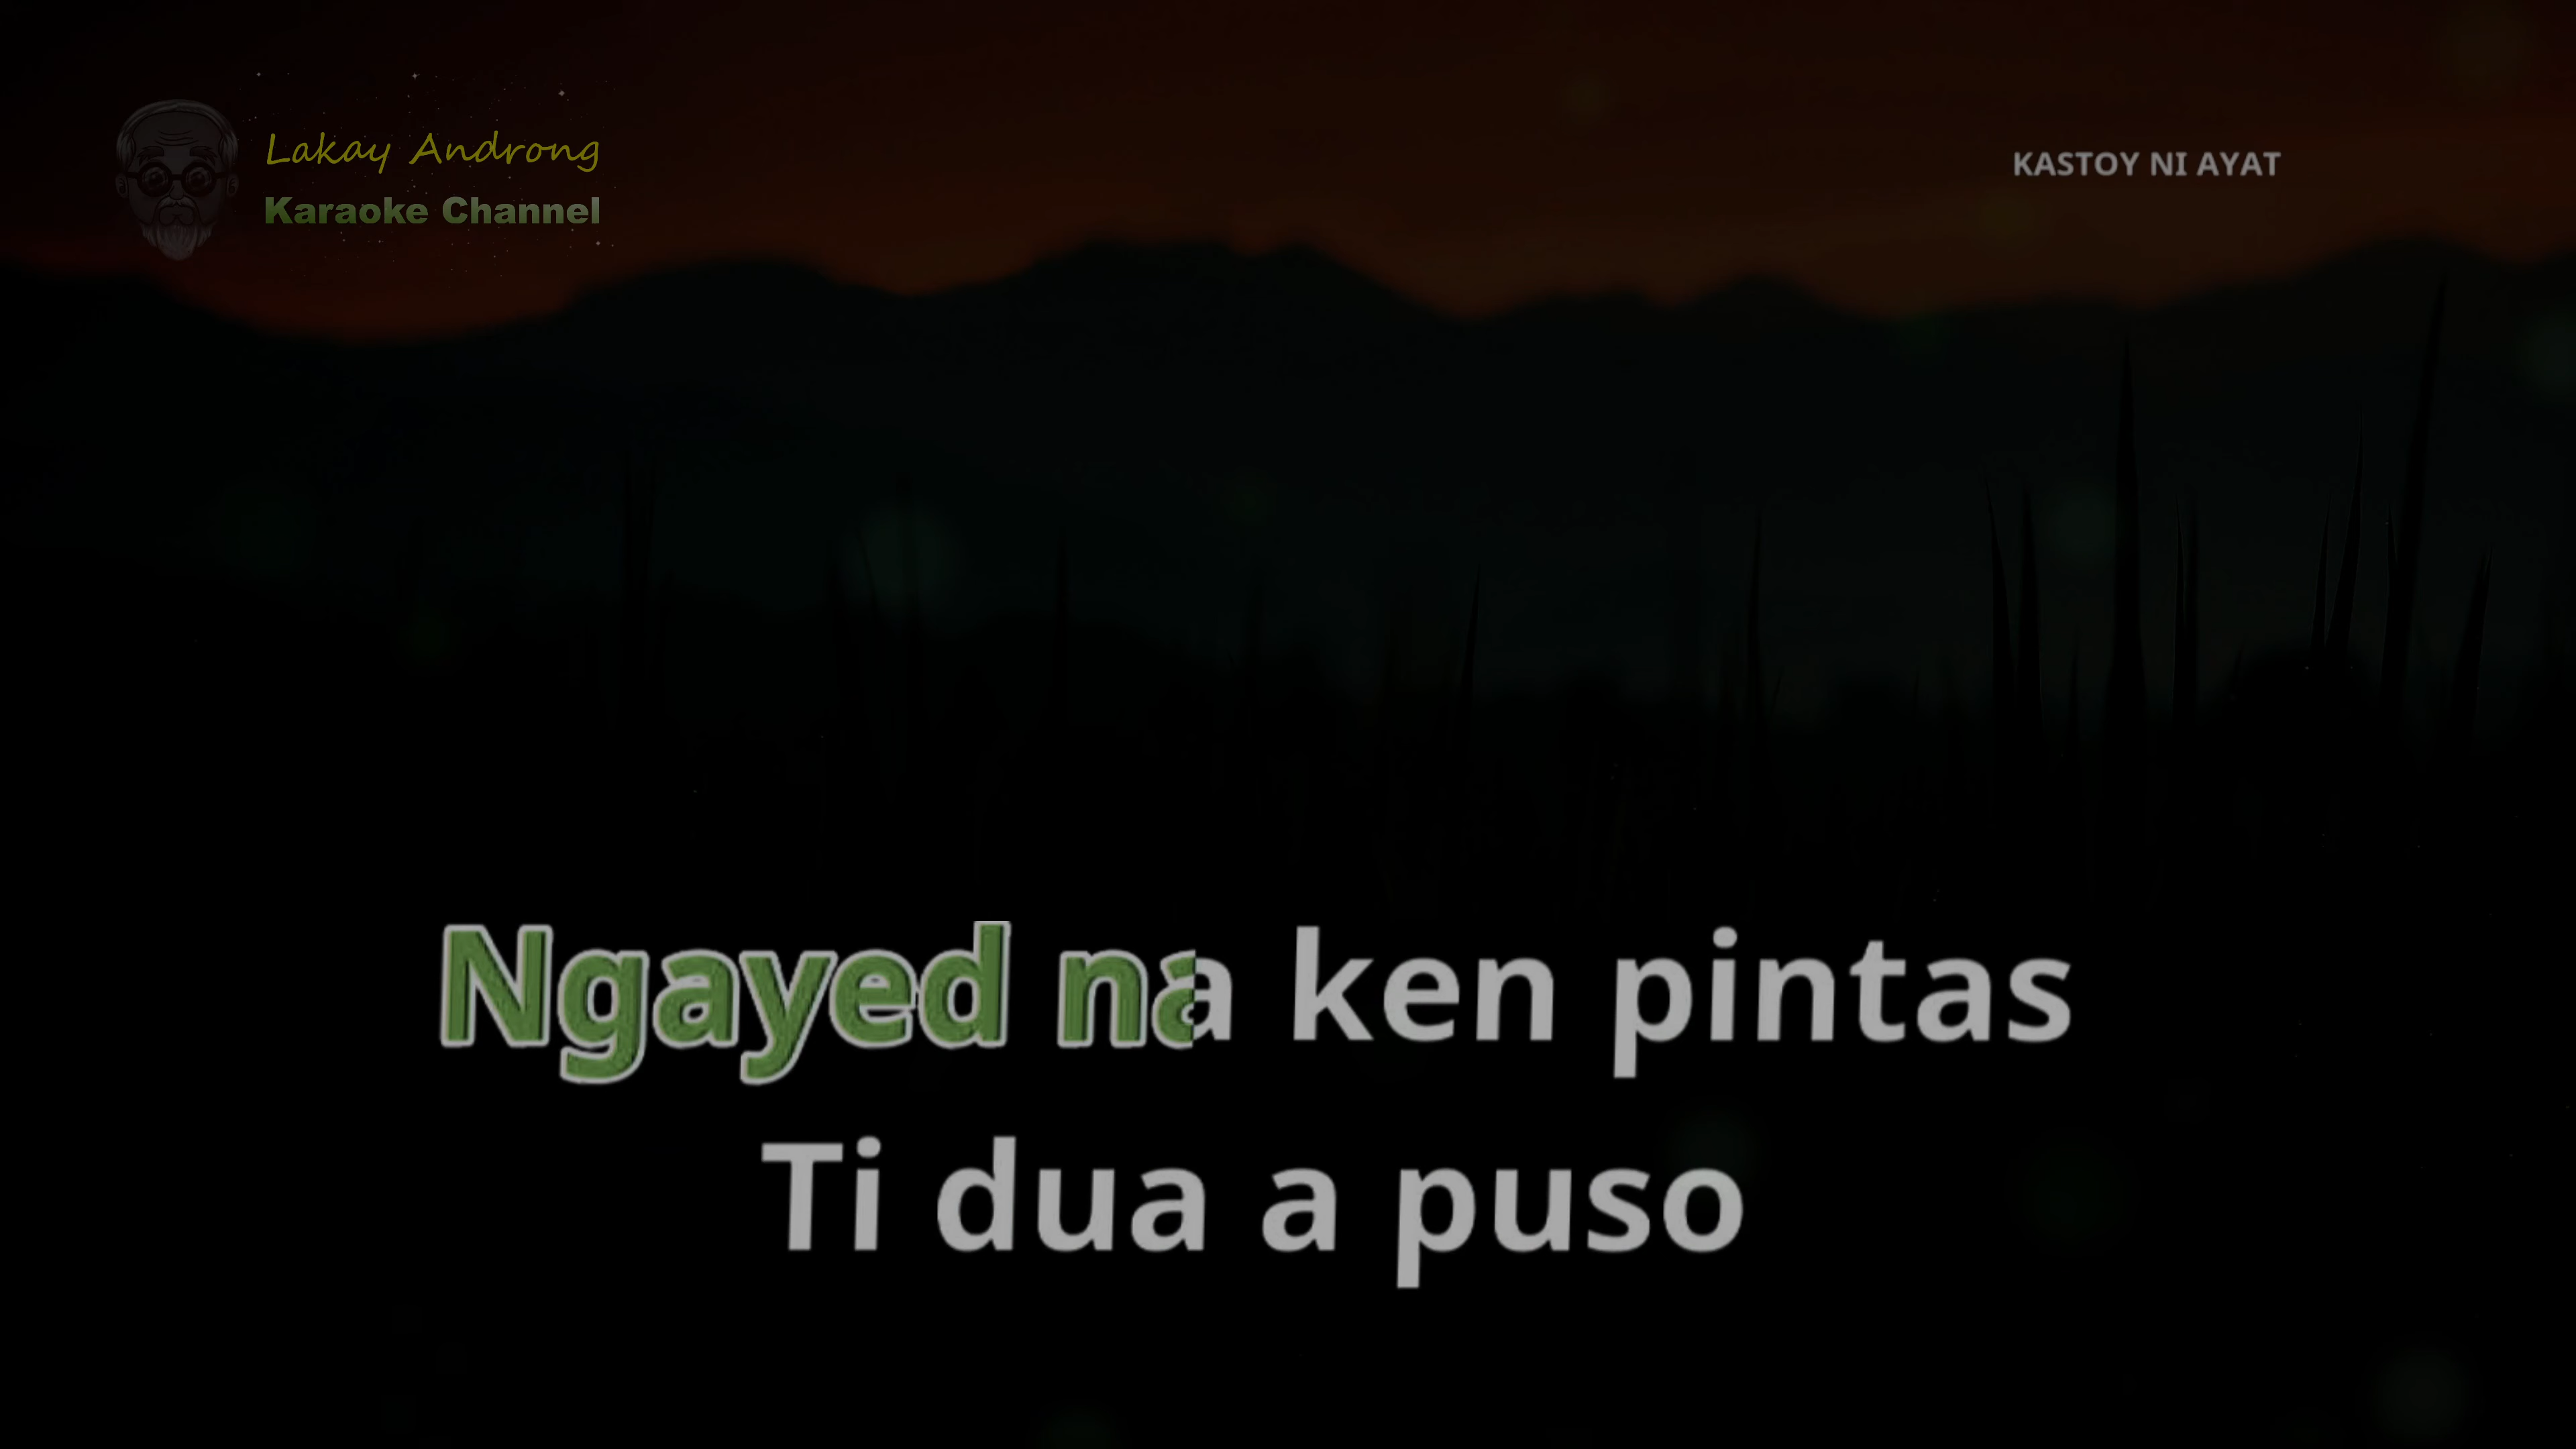 Lakay Androng
Karaoke Channel
KASTOY NI AYAT
Ngayed na ken pintas
Ti dua a puso